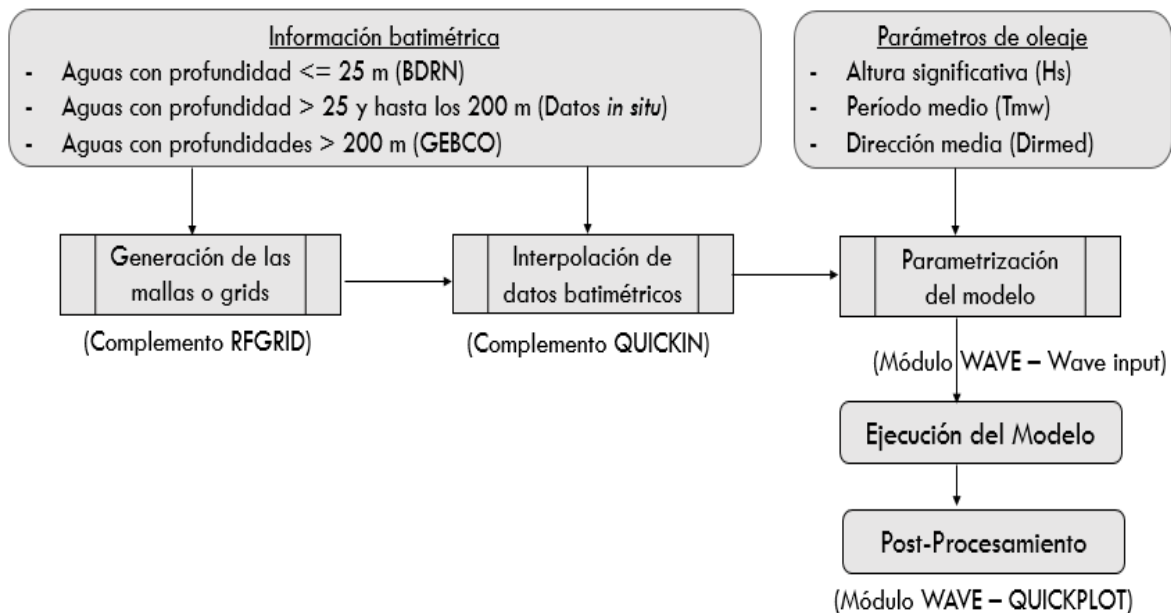 Información batimétrica
- Aguas con profundidad <= 25 m (BDRN)
- Aguas con profundidad > 25 y hasta los 200 m (Datos in situ)
- Aguas con profundidades > 200 m (GEBCO)
Parámetros de oleaje
- Altura significativa (Hs)
- Período medio (Tmw)
- Dirección media (Dirmed)
Generación de las
mallas o grids
(Complemento RFGRID)
Interpolación de
datos batimétricos
(Complemento QUICKIN)
Parametrización
del modelo
(Módulo WAVE – Wave input)
Ejecución del Modelo
Post-Procesamiento
(Módulo WAVE – QUICKPLOT)